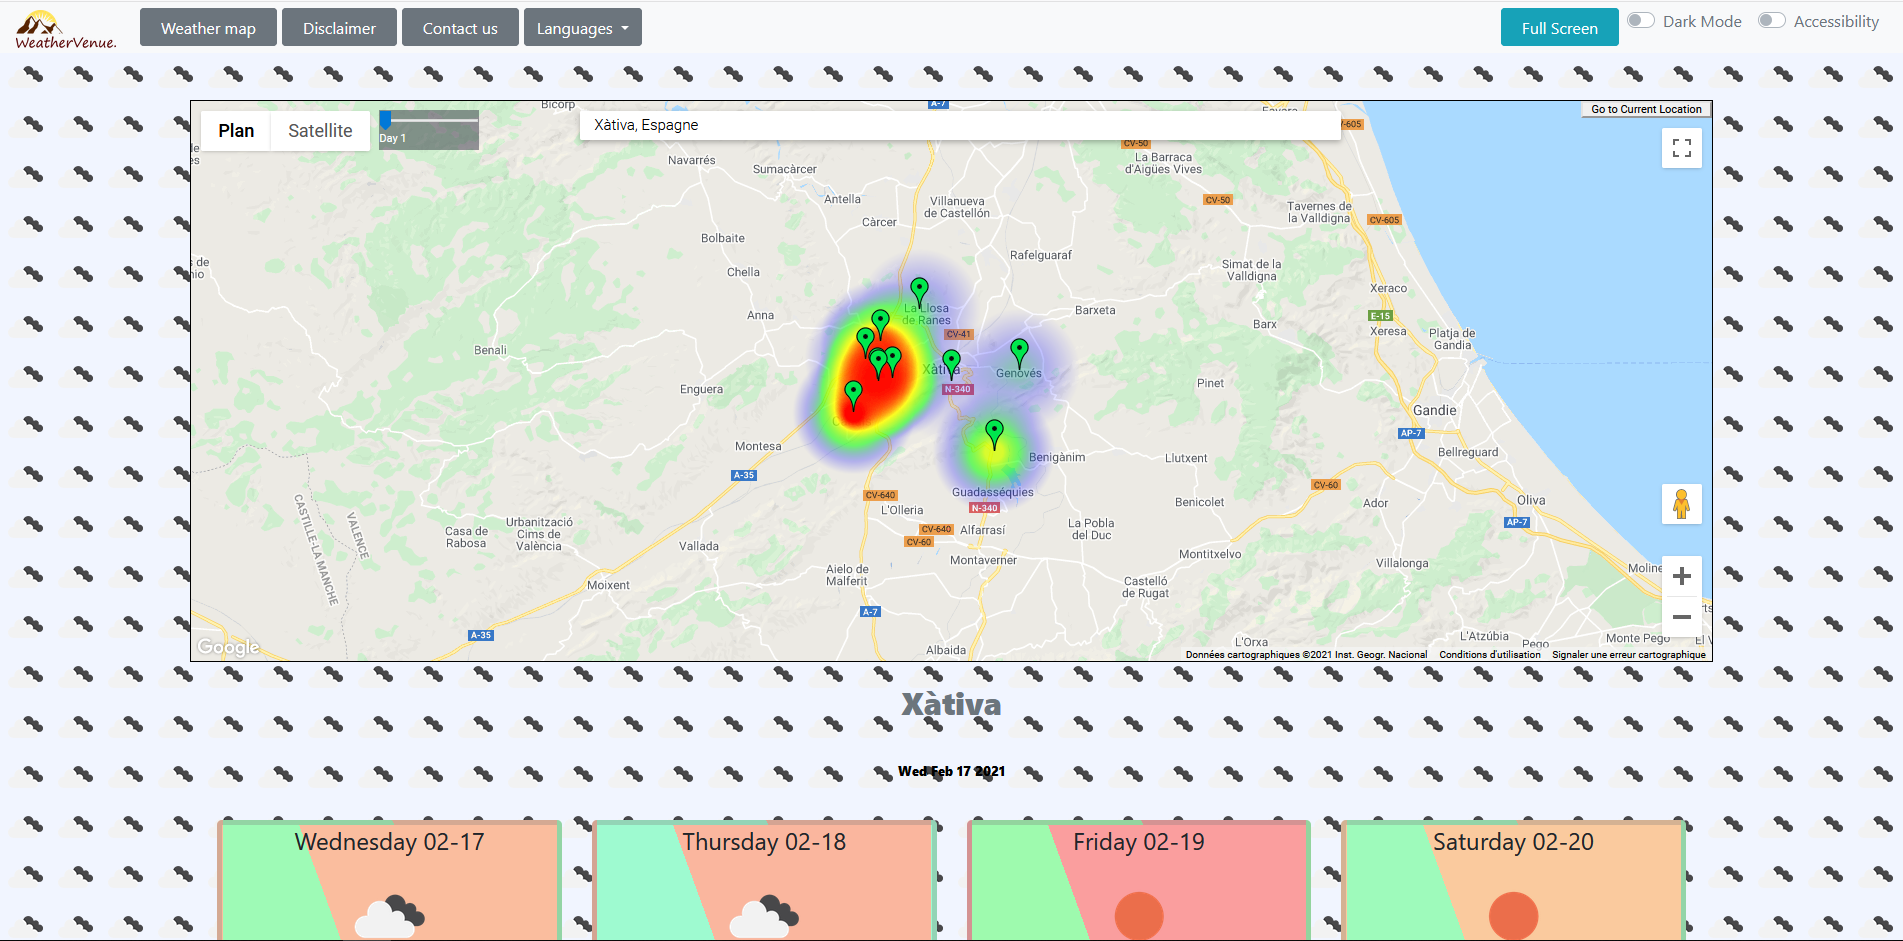 WeatherVenue.
Weather map
Disclaimer
Contact us
Languages
Full Screen
Dark Mode
Accessibility
Plan
Satellite
Day 1
Xàtiva, Espagne
Go to Current Location
Bicorp
A-7
CV-605
CV-50
Navarrés
Sumacàrcer
La Barraca
d'Aigües Vives
Antella
Villanueva
de Castellón
CV-50
Tavernes de
la Valldigna
CV-605
Càrcer
Bolbaite
Rafelguaraf
Chella
Simat de la
Valldigna
Xeraco
La Llosa
de Ranes
Anna
Barxeta
E-15
Barx
Xeresa
Platja de
Gandia
CV-41
Benali
Xàtiva
Genovés
Enguera
N-340
Pinet
Gandie
AP-7
Montesa
Benigànim
Llutxent
Bellreguard
A-35
CV-60
Guadasséquies
CV-640
Benicolet
Ador
Oliva
N-340
L'Olleria
AP-7
CASTILLE-LA MANCHE
VALENCE
Urbanització
Cims de
València
Casa de
Rabosa
CV-640
Alfarrasí
La Pobla
del Duc
CV-60
Vallada
Montitxelvo
Montaverner
Villalonga
Aielo de
Malferit
Moixent
Castelló
de Rugat
A-7
A-35
L'Atzúbia
Monte Pego
L'Orxa
Pego
Albaida
Google
Données cartographiques ©2021 Inst. Geogr. Nacional
Conditions d'utilisation
Signaler une erreur cartographique
Xàtiva
Wed Feb 17 2021
Wednesday 02-17
Thursday 02-18
Friday 02-19
Saturday 02-20